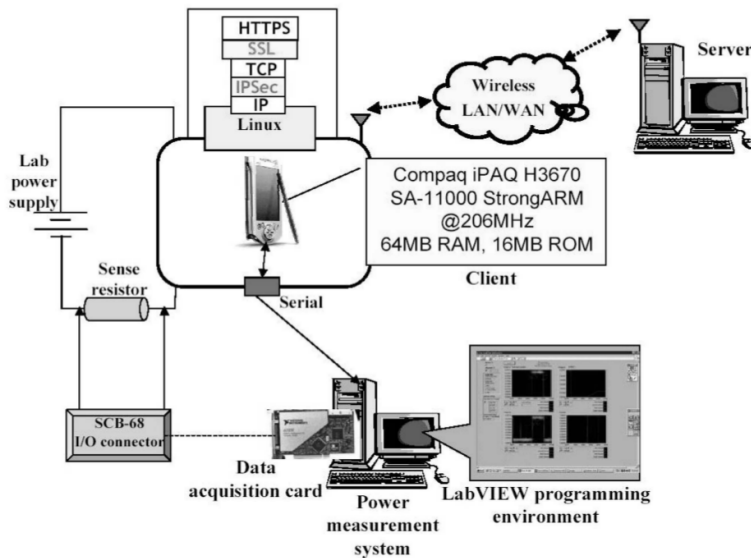 HTTPS
SSL
TCP
IPSec
IP
Linux
Wireless
LAN/WAN
Server
Lab
power
supply
Compaq iPAQ H3670
SA-11000 StrongARM
@206MHz
64MB RAM, 16MB ROM
Client
Sense
resistor
Serial
SCB-68
I/O connector
Data
acquisition card
Power
measurement
system
LabVIEW programming
environment